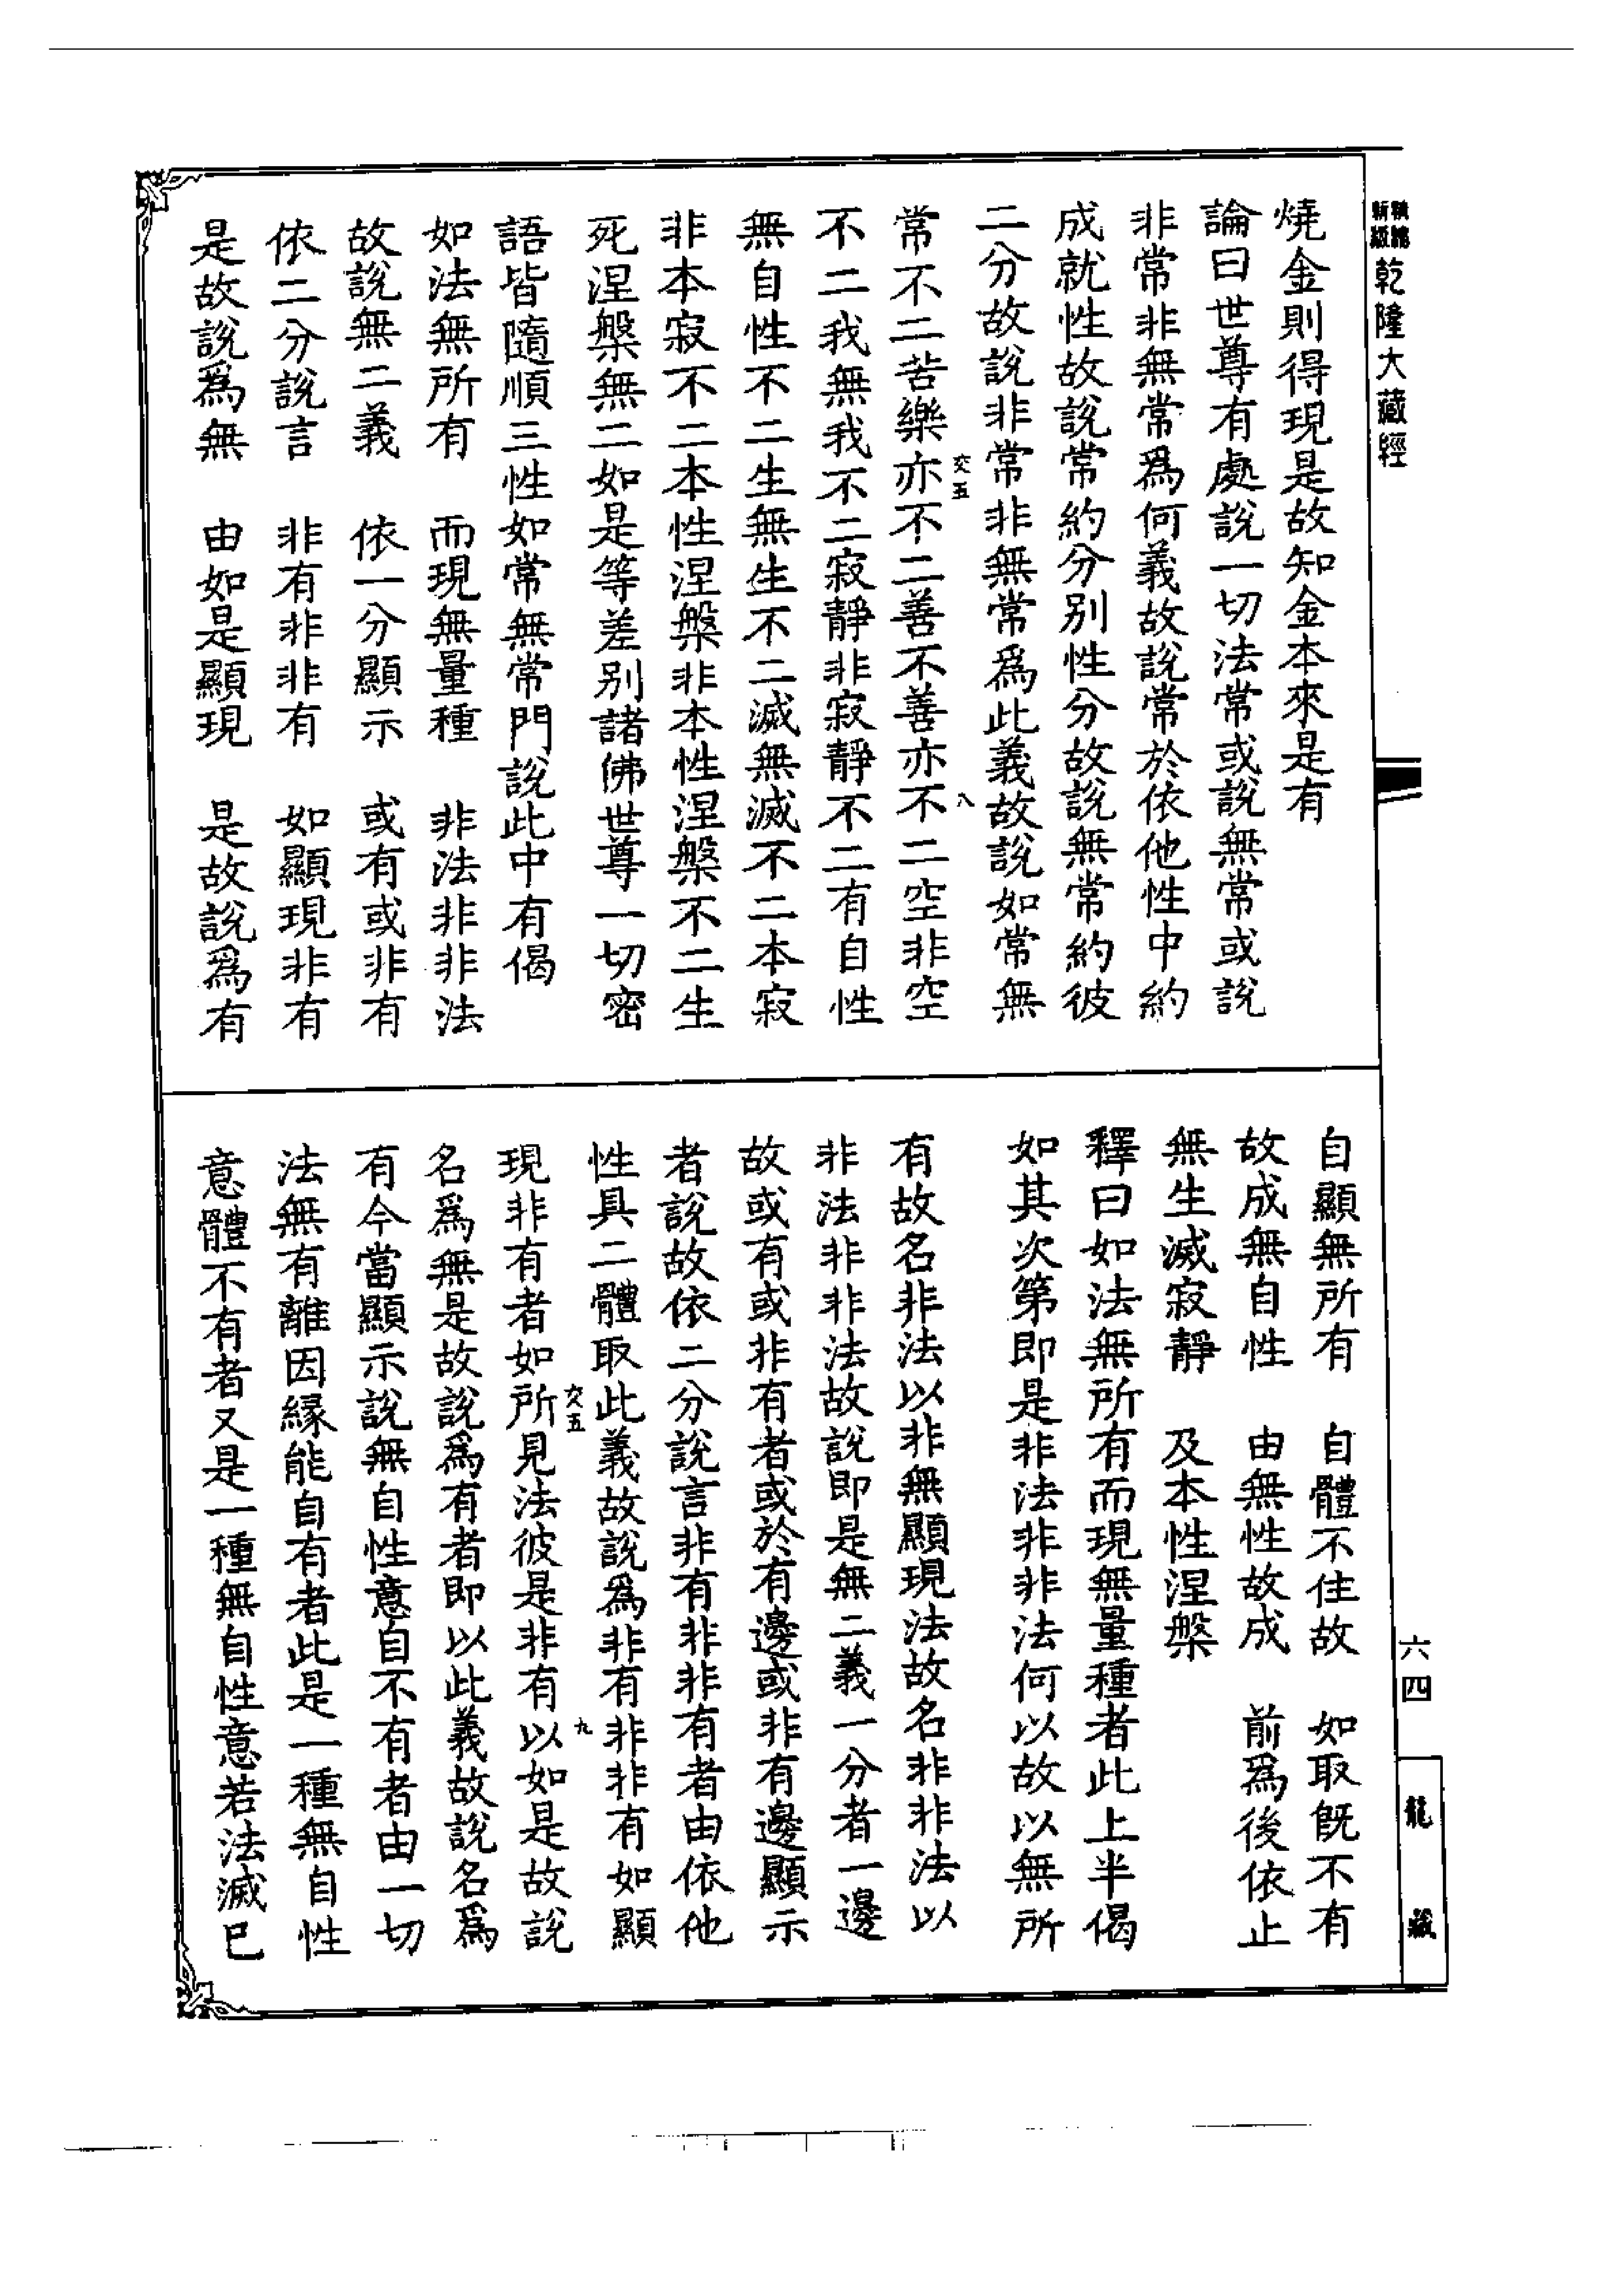 乾隆大藏經
燒金則得現是故知金本來是有
論曰世尊有處說一切法常或說無常或說
非常非無常爲何義故說常於依他性中約
成就性故說常約分別性分故說無常約彼
二分故說非常非無常爲此義故說如常無
交五
八
常不二苦樂亦不二善不善亦不二空非空
不二我無我不二寂靜非寂靜不二有自性
無自性不二生無生不二滅無滅不二本寂
非本寂不二本性涅槃非本性涅槃不二生
死涅槃無二如是等差別諸佛世尊一切密
語皆隨順三性如常無常門說此中有偈
如法無所有 而現無量種 非法非非法
故說無二義 依一分顯示 或有或非有
依二分說言 非有非非有 如顯現非有
是故說爲無 由如是顯現 是故說爲有
六四
龍藏
自顯無所有 自體不住故 如取旣不有
故成無自性 由無性故成 前爲後依止
無生滅寂靜 及本性涅槃
釋曰如法無所有而現無量種者此上半偈
如其次第即是非法非非法何以故以無所
有故名非法以非無顯現法故名非非法以
非法非非法故說即是無二義一分者一邊
故或有或非有者或於有邊或非有邊顯示
者說故依二分說言非有非非有者由依他
性具二體取此義故說爲非有非非有如顯
交五
九
現非有者如所見法彼是非有以如是故說
名爲無是故說爲有者即以此義故說名爲
有今當顯示說無自性意自不有者由一切
法無有離因緣能自有者此是一種無自性
意體不有者又是一種無自性意若法滅已